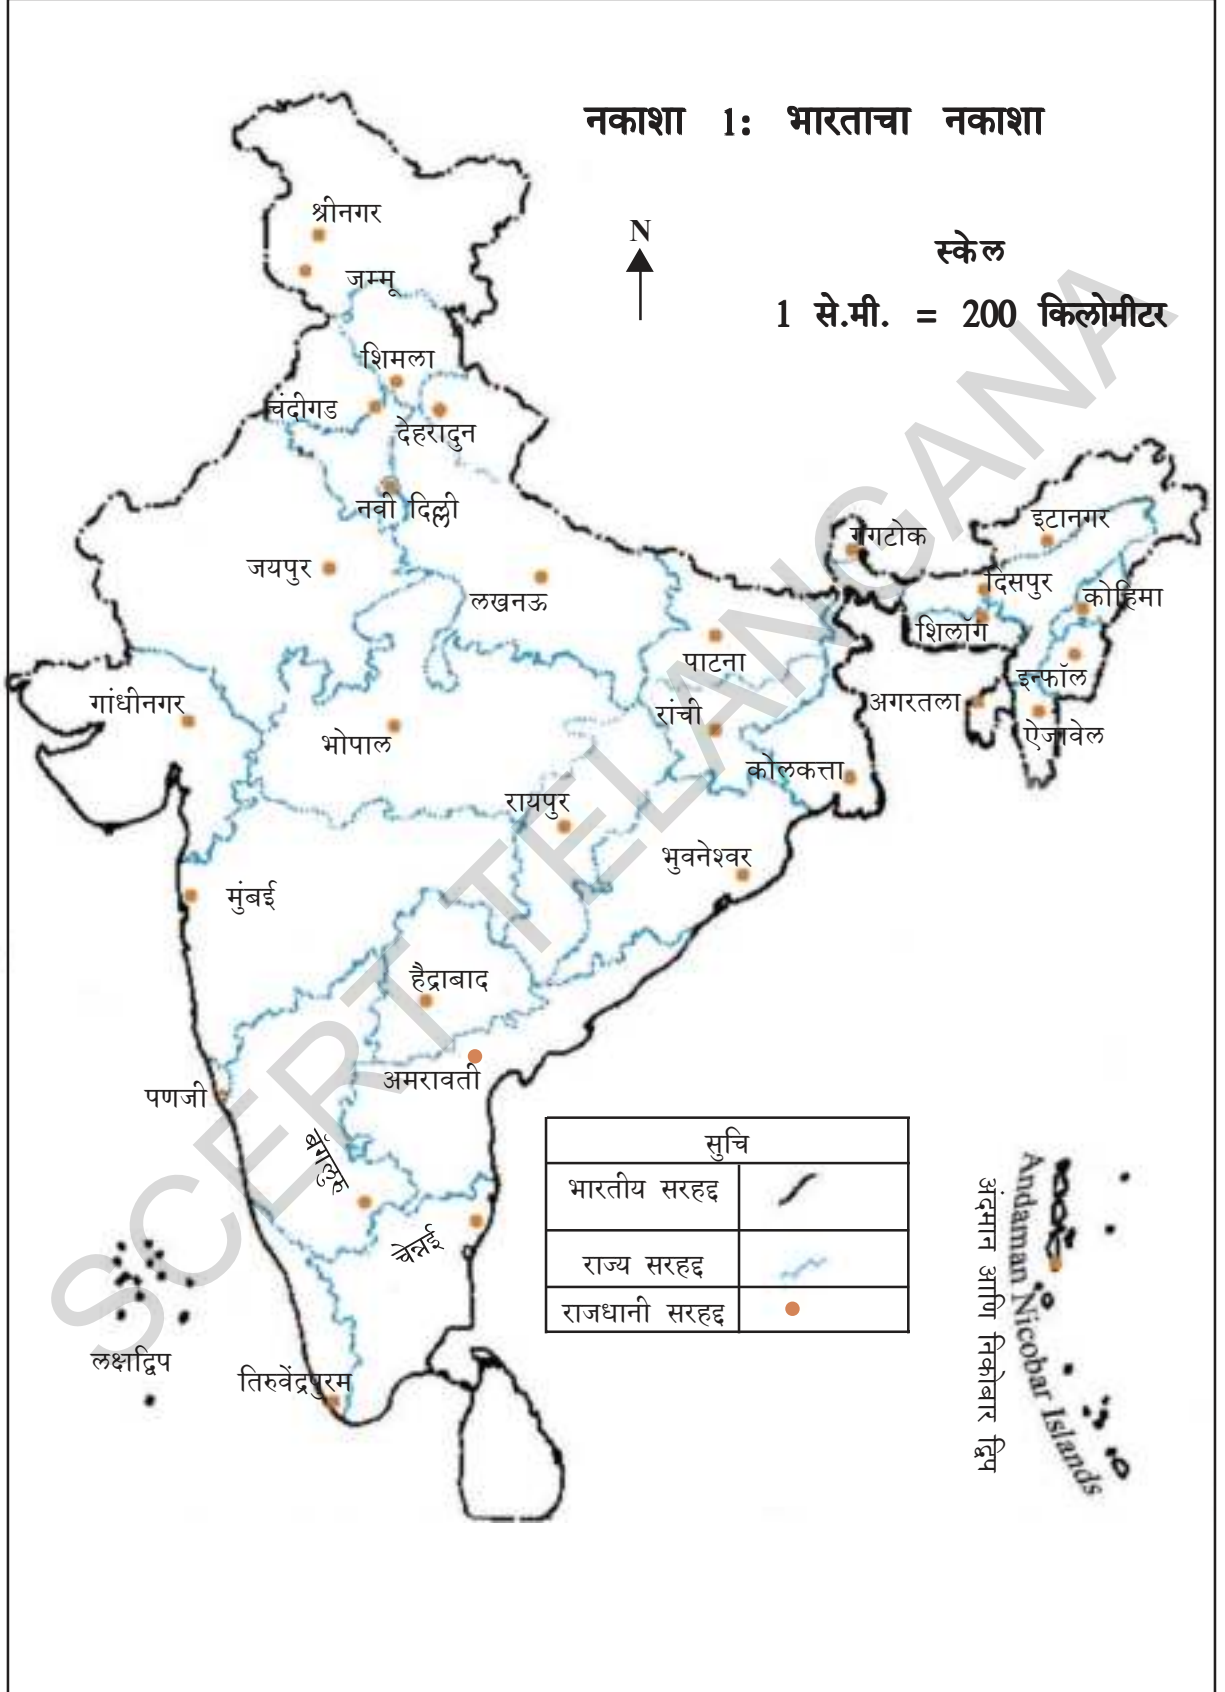 नकाशा 1: भारताचा नकाशा
N
स्केल
1 से.मी. = 200 किलोमीटर
श्रीनगर
जम्मू
शिमला
चंदीगड
देहरादुन
नवी दिल्ली
जयपुर
लखनऊ
गंगटोक
इटानगर
दिसपुर
कोहिमा
शिलाँग
इन्फॉल
पाटना
गांधीनगर
भोपाल
रांची
अगरतला
ऐजावेल
कोलकत्ता
रायपुर
भुवनेश्वर
मुंबई
हैद्राबाद
अमरावती
पणजी
बेंगलुरु
चेन्नई
लक्षद्विप
तिरुवेंद्रपुरम
सुचि
भारतीय सरहद्द
राज्य सरहद्द
राजधानी सरहद्द
Andaman Nicobar Islands
अंदमान आणि निकोबार द्विप
SCERT TELANGANA